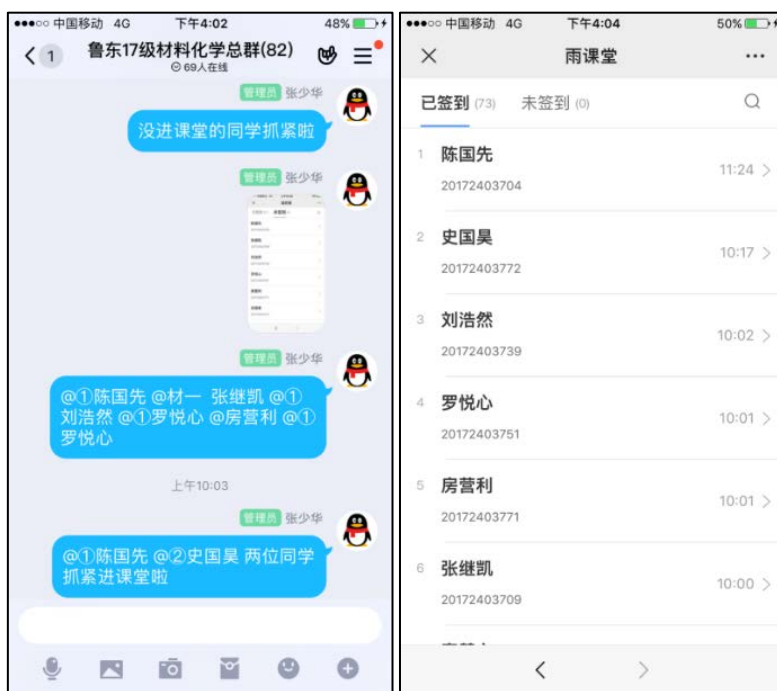 中国移动 4G 下午4:02 48%
1 鲁东17级材料化学总群(82)
69人在线
管理员 张少华
没进课堂的同学抓紧啦
管理员 张少华
管理员 张少华
@①陈国先 @材一 张继凯 @①
刘浩然 @①罗悦心 @房营利 @①
罗悦心
上午10:03
管理员 张少华
@①陈国先 @②史国昊 两位同学
抓紧进课堂啦
中国移动 4G 下午4:04 50%
雨课堂
已签到 (73) 未签到 (0)
1 陈国先
20172403704
11:24
2 史国昊
20172403772
10:17
3 刘浩然
20172403739
10:02
4 罗悦心
20172403751
10:01
5 房营利
20172403771
10:01
6 张继凯
20172403709
10:00